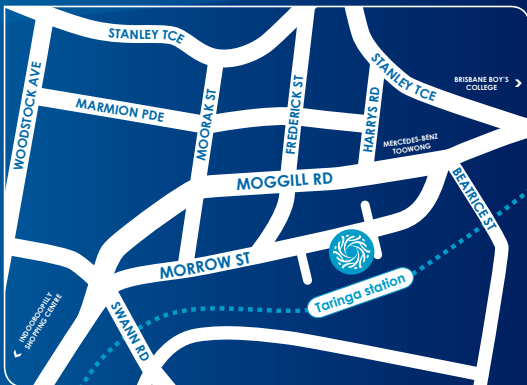 STANLEY TCE
STANLEY TCE
BRISBANE BOY'S
COLLEGE
WOODSTOCK AVE
MARMION PDE
MOORAK ST
FREDERICK ST
HARRYS RD
MERCEDES-BENZ
TOOWONG
MOGGILL RD
BEATRICE ST
MORROW ST
Taringa station
INDOOROOPILLY
SHOPPING CENTRE
SWANN RD